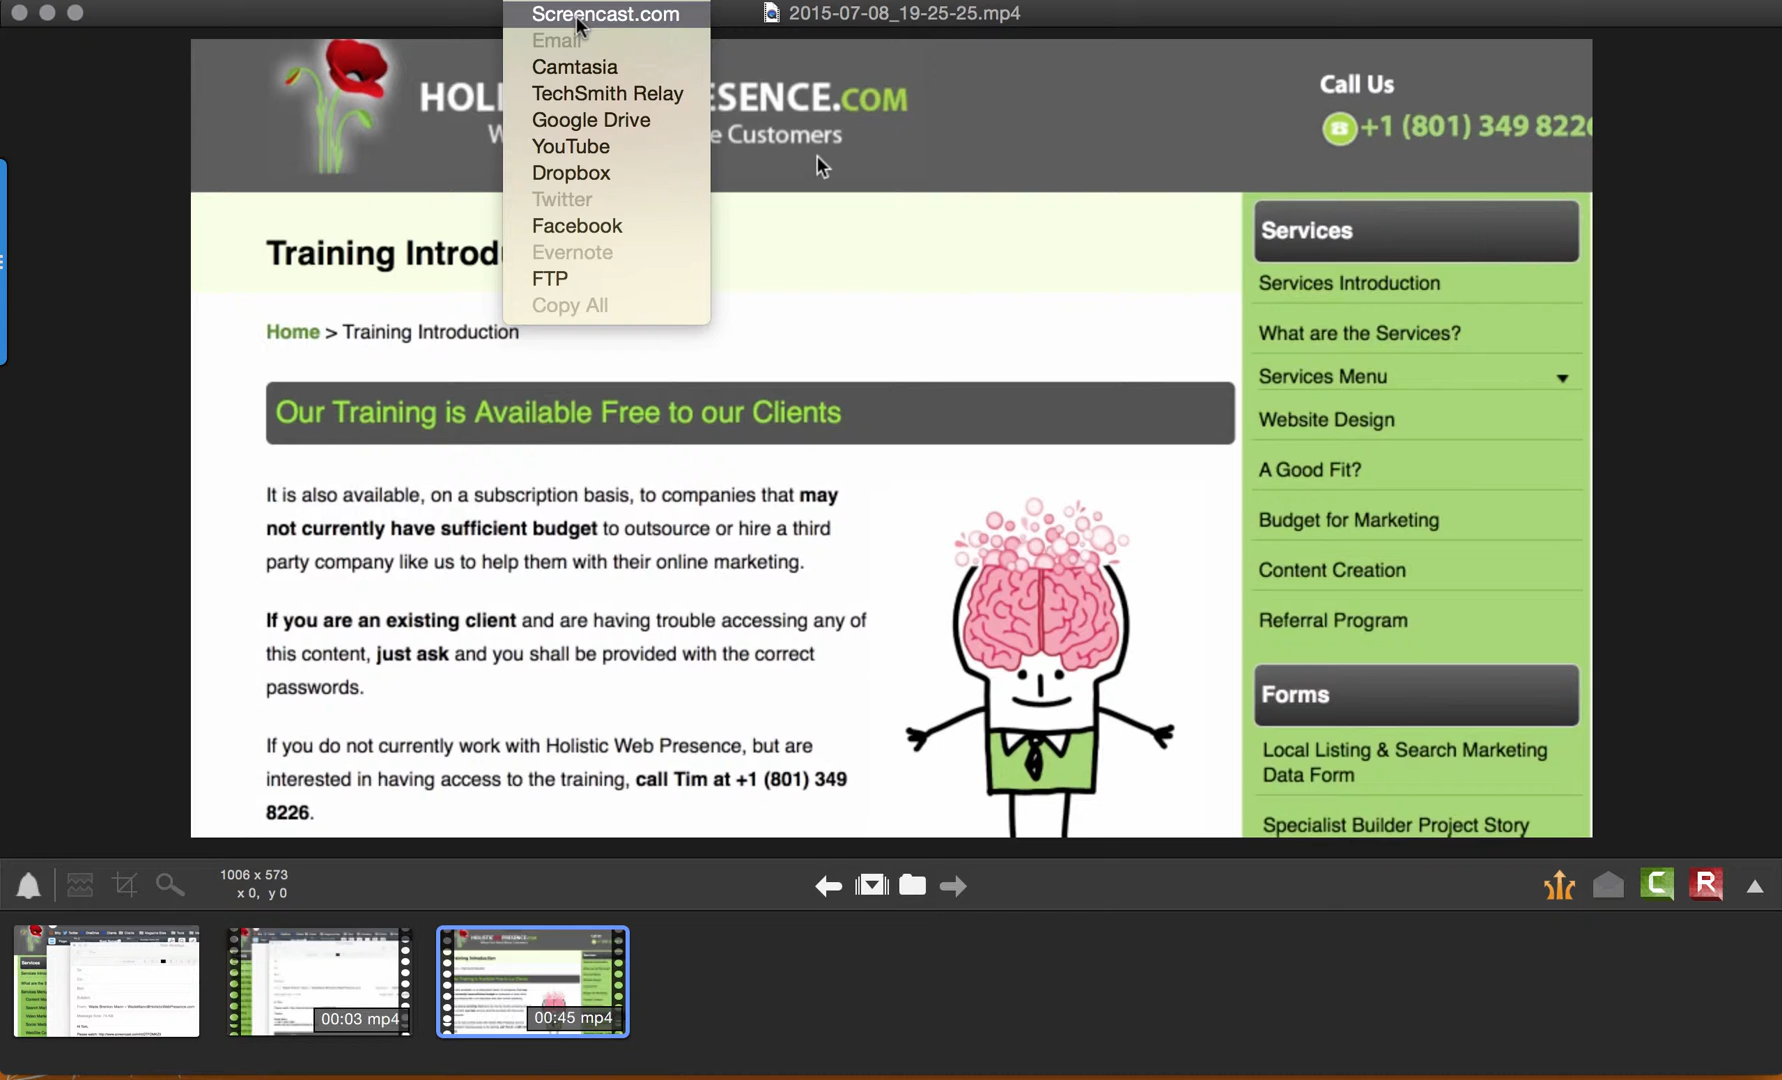 2015-07-08_19-25-25.mp4
Screencast.com
Email
Camtasia
TechSmith Relay
Google Drive
YouTube
Dropbox
Twitter
Facebook
Evernote
FTP
Copy All
HOL ESENCE.COM
W e Customers
Call Us
+1 (801) 349 8226
Training Introd
Home > Training Introduction
Our Training is Available Free to our Clients
It is also available, on a subscription basis, to companies that may
not currently have sufficient budget to outsource or hire a third
party company like us to help them with their online marketing.
If you are an existing client and are having trouble accessing any of
this content, just ask and you shall be provided with the correct
passwords.
If you do not currently work with Holistic Web Presence, but are
interested in having access to the training, call Tim at +1 (801) 349
8226.
Services
Services Introduction
What are the Services?
Services Menu
Website Design
A Good Fit?
Budget for Marketing
Content Creation
Referral Program
Forms
Local Listing & Search Marketing
Data Form
Specialist Builder Project Story
1006 x 573
x 0, y 0
C
R
00:03 mp4
00:45 mp4